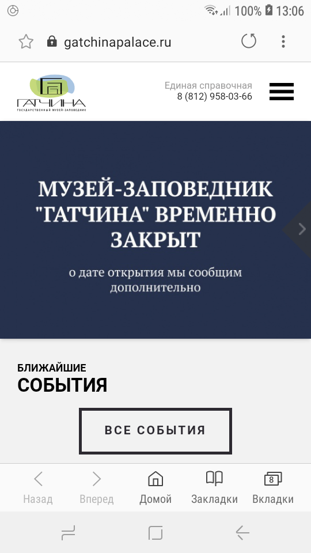 100% 13:06
gatchinapalace.ru
ГАТЧИНА
ГОСУДАРСТВЕННЫЙ МУЗЕЙ-ЗАПОВЕДНИК
Единая справочная
8 (812) 958-03-66
МУЗЕЙ-ЗАПОВЕДНИК
"ГАТЧИНА" ВРЕМЕННО
ЗАКРЫТ
о дате открытия мы сообщим
дополнительно
БЛИЖАЙШИЕ
СОБЫТИЯ
ВСЕ СОБЫТИЯ
8
Назад Вперед Домой Закладки Вкладки